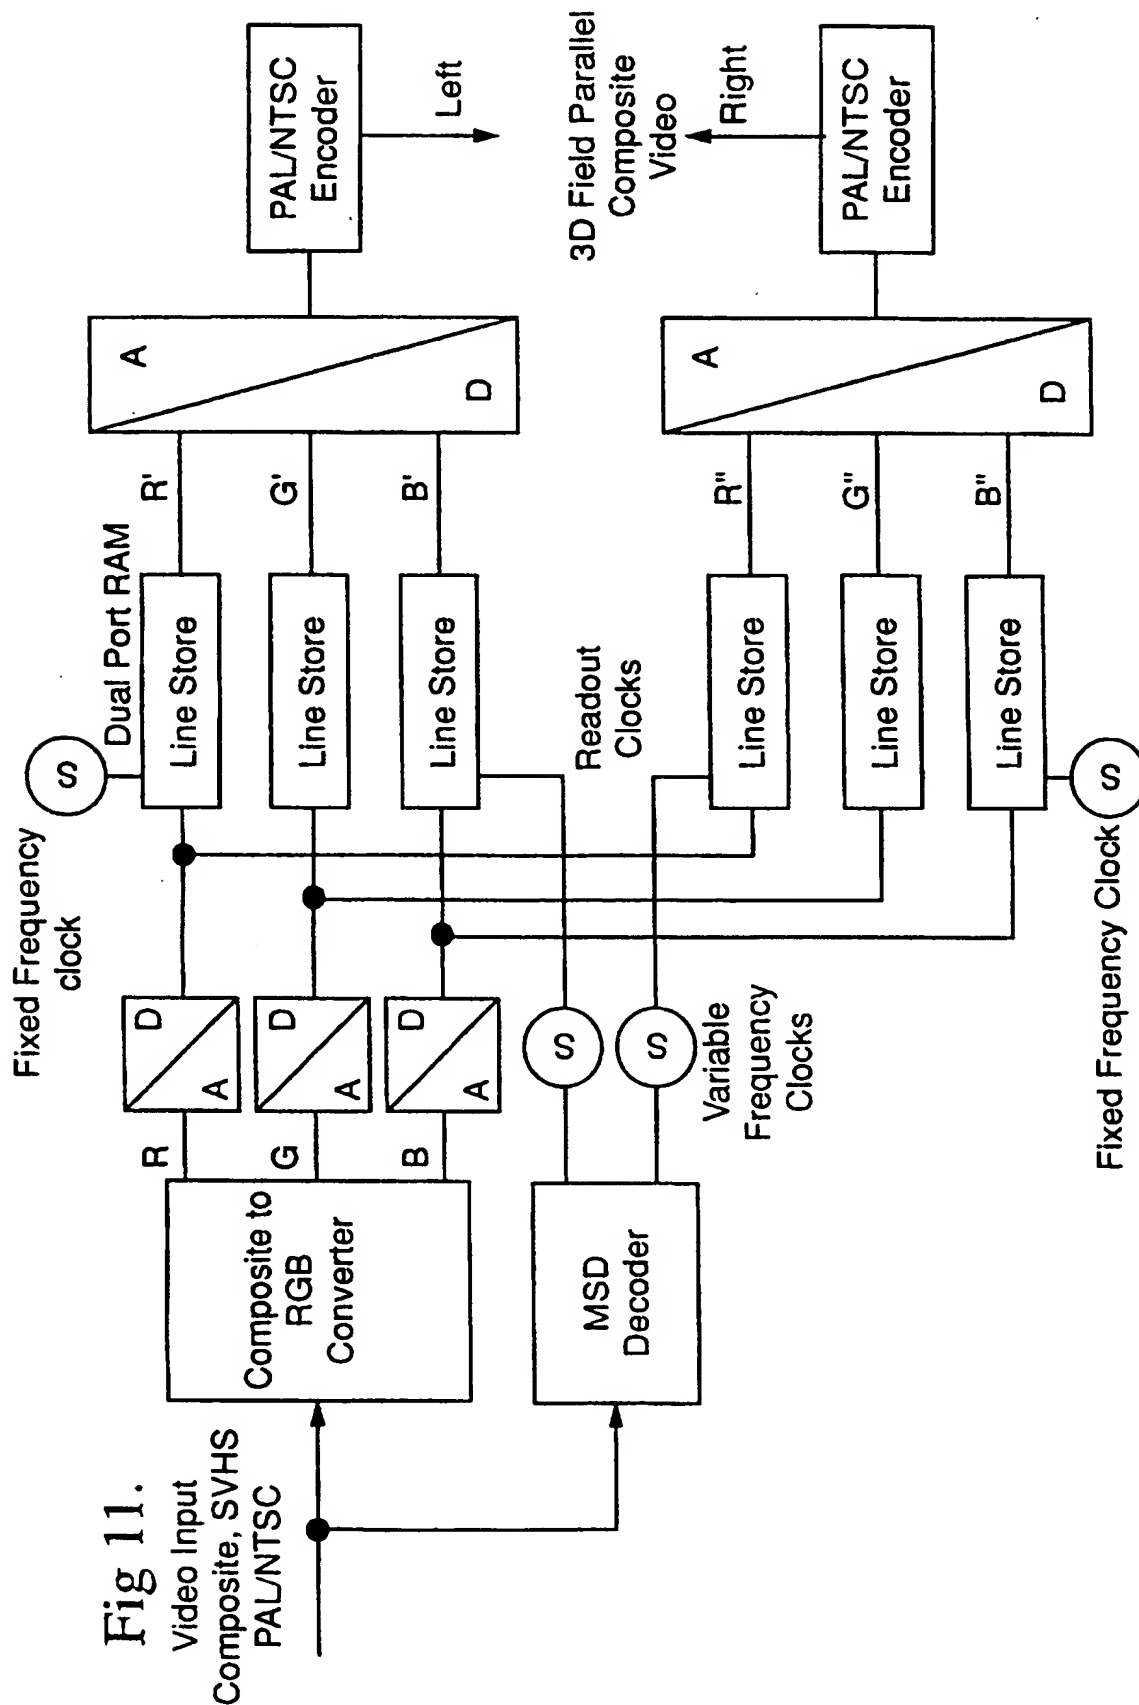 Fig 11.
Video Input
Composite, SVHS
PAL/NTSC
Composite to
RGB
Converter
MSD
Decoder
R
G
B
A
D
A
D
A
D
S
S
Variable
Frequency
Clocks
Fixed Frequency
clock
S
Dual Port RAM
Line Store
Line Store
Line Store
Readout
Clocks
Line Store
Line Store
Line Store
S
Fixed Frequency Clock
R'
G'
B'
R"
G"
B"
A
D
A
D
PAL/NTSC
Encoder
Left
3D Field Parallel
Composite
Video
Right
PAL/NTSC
Encoder